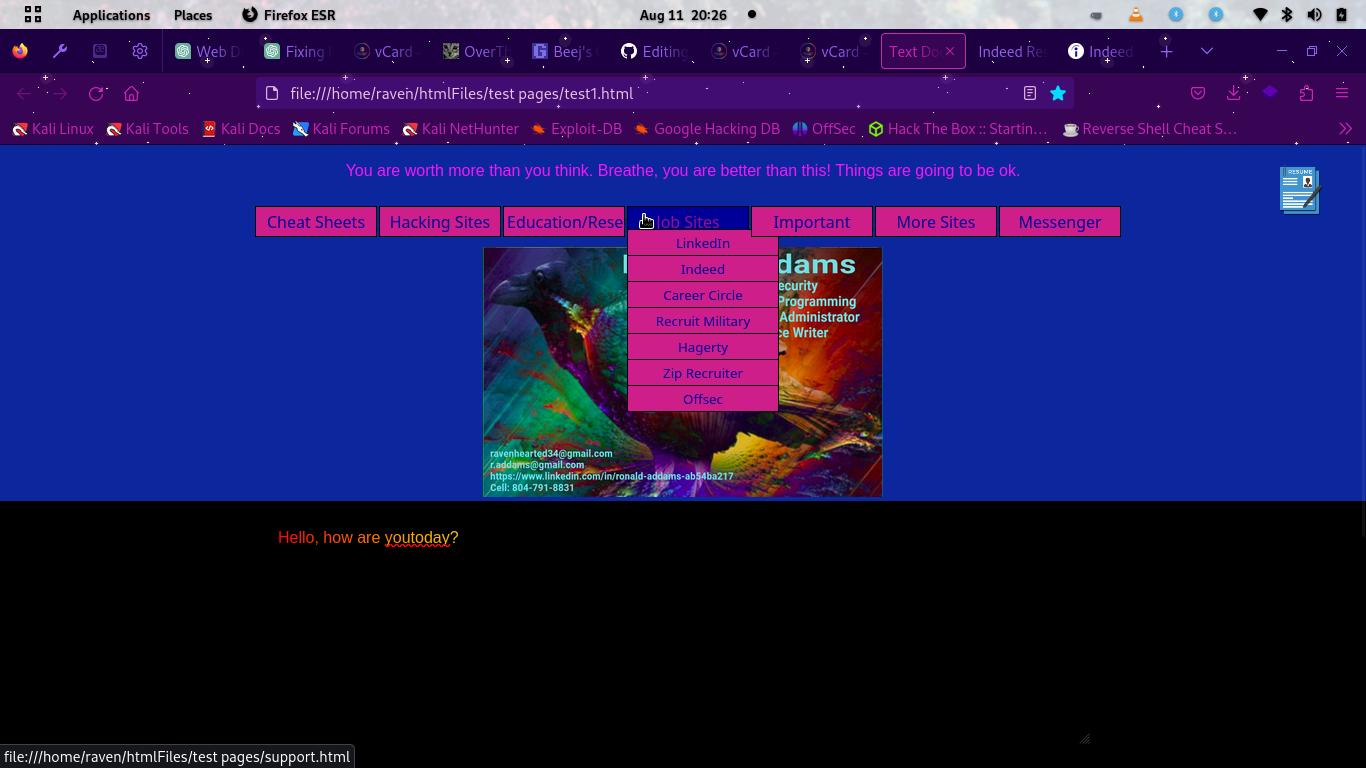 Applications Places Firefox ESR Aug 11 20:26
Web D Fixing vCard - OverTh Beej's Editing vCard - vCard - Text Do Indeed Re Indeed
file:///home/raven/htmlFiles/test pages/test1.html
Kali Linux Kali Tools Kali Docs Kali Forums Kali NetHunter Exploit-DB Google Hacking DB OffSec Hack The Box :: Startin… Reverse Shell Cheat S…
You are worth more than you think. Breathe, you are better than this! Things are going to be ok.
RESUME
Cheat Sheets Hacking Sites Education/Rese Job Sites Important More Sites Messenger
LinkedIn
Indeed
Career Circle
Recruit Military
Hagerty
Zip Recruiter
Offsec
dams
ecurity
Programming
Administrator
ce Writer
ravenhearted34@gmail.com
r.addams@gmail.com
https://www.linkedin.com/in/ronald-addams-ab54ba217
Cell: 804-791-8831
Hello, how are youtoday?
file:///home/raven/htmlFiles/test pages/support.html